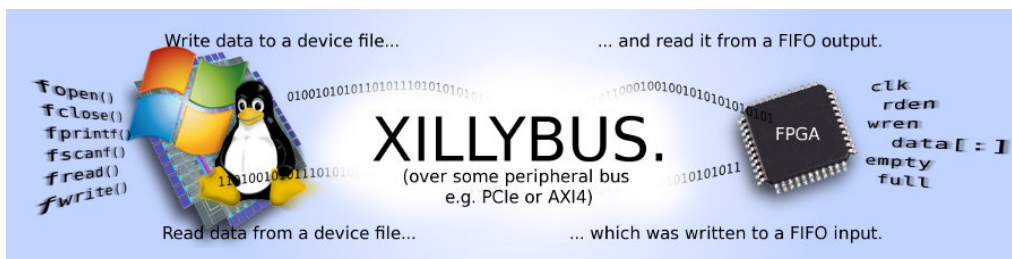 Write data to a device file...
... and read it from a FIFO output.
fopen()
fclose()
fprintf()
fscanf()
fread()
fwrite()
XILLYBUS.
(over some peripheral bus
e.g. PCIe or AXI4)
FPGA
clk
rden
wren
data[:]
empty
full
Read data from a device file...
... which was written to a FIFO input.